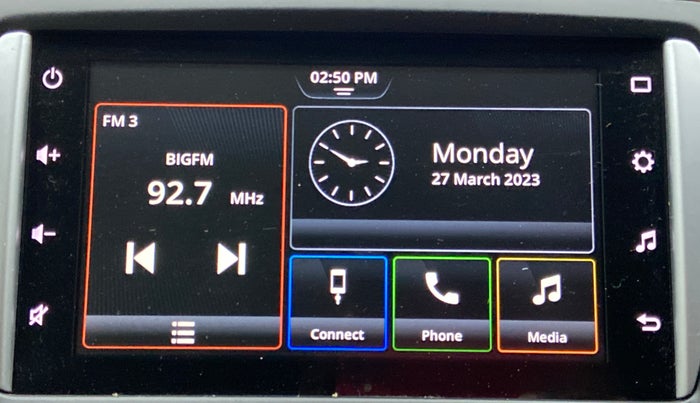 02:50 PM
FM 3
BIGFM
92.7 MHz
Monday
27 March 2023
Connect
Phone
Media